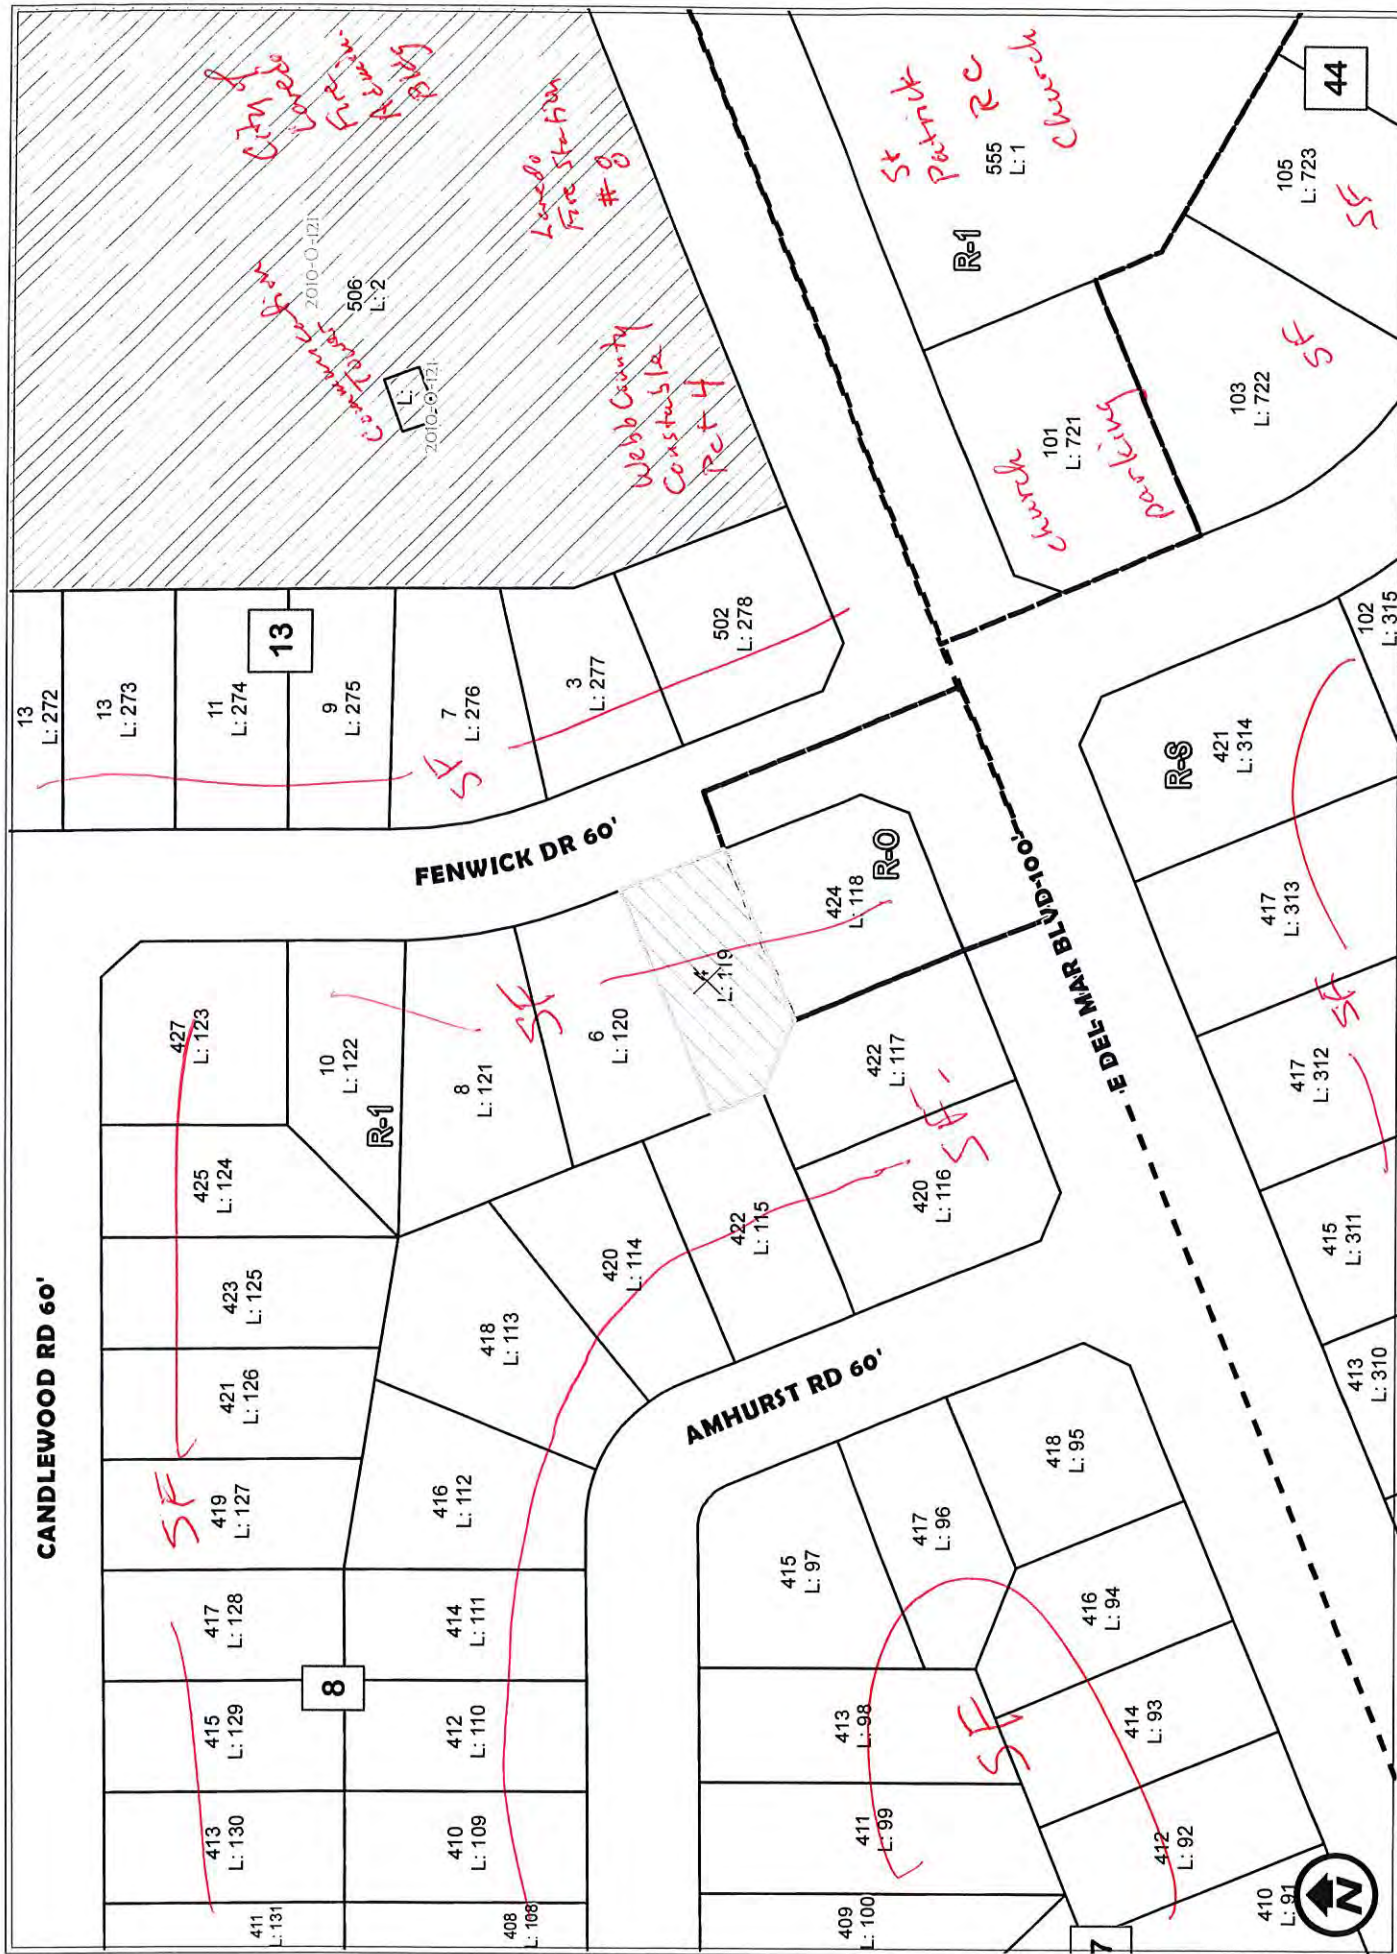 CANDLEWOOD RD 60'
411
L: 131
413
L: 130
415
L: 129
417
L: 128
419
L: 127
421
L: 126
423
L: 125
425
L: 124
427
L: 123
SF
8
408
L: 108
410
L: 109
412
L: 110
414
L: 111
416
L: 112
418
L: 113
420
L: 114
422
L: 115
420
L: 116
422
L: 117
SF
10
L: 122
R-1
8
L: 121
SF
6
L: 120
4
L: 119
424
L: 118
R-O
FENWICK DR 60'
13
L: 272
13
L: 273
11
L: 274
13
9
L: 275
7
L: 276
SF
3
L: 277
502
L: 278
City of
Laredo
Fire
Admin.
Bldg
Communication
Tower
2010-O-121
506
L: 2
L:
2010-O-121
Laredo
Fire Station
#8
Webb County
Constable
Pct 4
AMHURST RD 60'
409
L: 100
411
L: 99
413
L: 98
415
L: 97
417
L: 96
418
L: 95
416
L: 94
414
L: 93
412
L: 92
410
L: 91
SF
7
N
E DEL MAR BLVD 100'
413
L: 310
415
L: 311
417
L: 312
SF
417
L: 313
R-S
421
L: 314
102
L: 315
Church
101
L: 721
parking
R-1
St
Patrick
RC
Church
555
L: 1
103
L: 722
SF
105
L: 723
SF
44